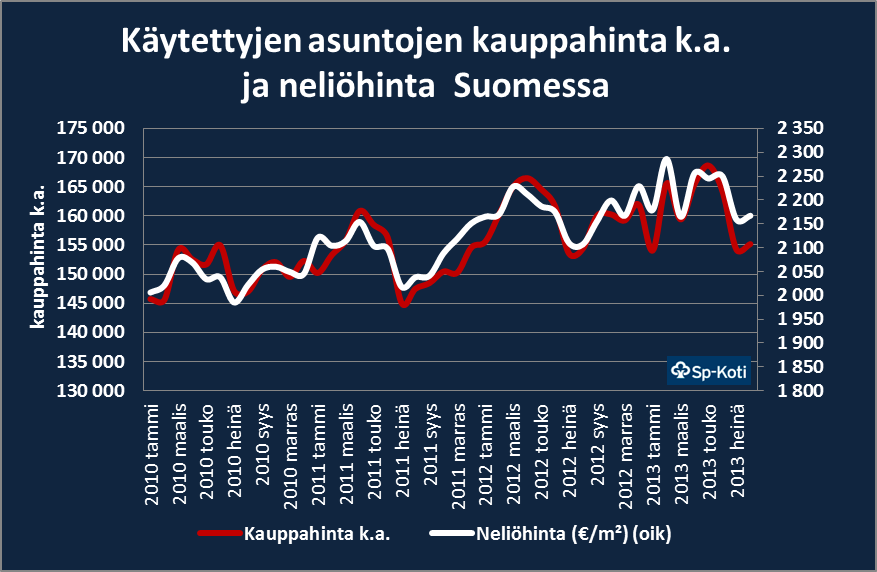 Käytettyjen asuntojen kauppahinta k.a.
ja neliöhinta Suomessa
kauppahinta k.a.
175 000
170 000
165 000
160 000
155 000
150 000
145 000
140 000
135 000
130 000
2 350
2 300
2 250
2 200
2 150
2 100
2 050
2 000
1 950
1 900
1 850
1 800
Sp-Koti
2010 tammi
2010 maalis
2010 touko
2010 heinä
2010 syys
2010 marras
2011 tammi
2011 maalis
2011 touko
2011 heinä
2011 syys
2011 marras
2012 tammi
2012 maalis
2012 touko
2012 heinä
2012 syys
2012 marras
2013 tammi
2013 maalis
2013 touko
2013 heinä
Kauppahinta k.a.
Neliöhinta (€/m²) (oik)